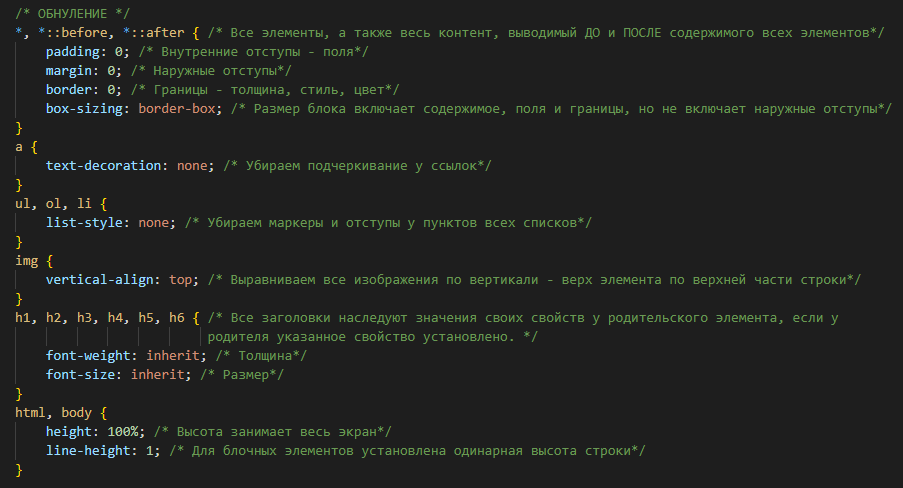 /* ОБНУЛЕНИЕ */
*, *::before, *::after { /* Все элементы, а также весь контент, выводимый ДО и ПОСЛЕ содержимого всех элементов*/
    padding: 0; /* Внутренние отступы - поля*/
    margin: 0; /* Наружные отступы*/
    border: 0; /* Границы - толщина, стиль, цвет*/
    box-sizing: border-box; /* Размер блока включает содержимое, поля и границы, но не включает наружные отступы*/
}
a {
    text-decoration: none; /* Убираем подчеркивание у ссылок*/
}
ul, ol, li {
    list-style: none; /* Убираем маркеры и отступы у пунктов всех списков*/
}
img {
    vertical-align: top; /* Выравниваем все изображения по вертикали - верх элемента по верхней части строки*/
}
h1, h2, h3, h4, h5, h6 { /* Все заголовки наследуют значения своих свойств у родительского элемента, если у
                         родителя указанное свойство установлено. */
    font-weight: inherit; /* Толщина*/
    font-size: inherit; /* Размер*/
}
html, body {
    height: 100%; /* Высота занимает весь экран*/
    line-height: 1; /* Для блочных элементов установлена одинарная высота строки*/
}